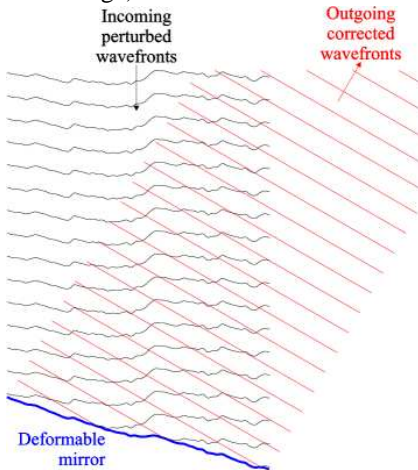 Incoming
perturbed
wavefronts
Outgoing
corrected
wavefronts
Deformable
mirror